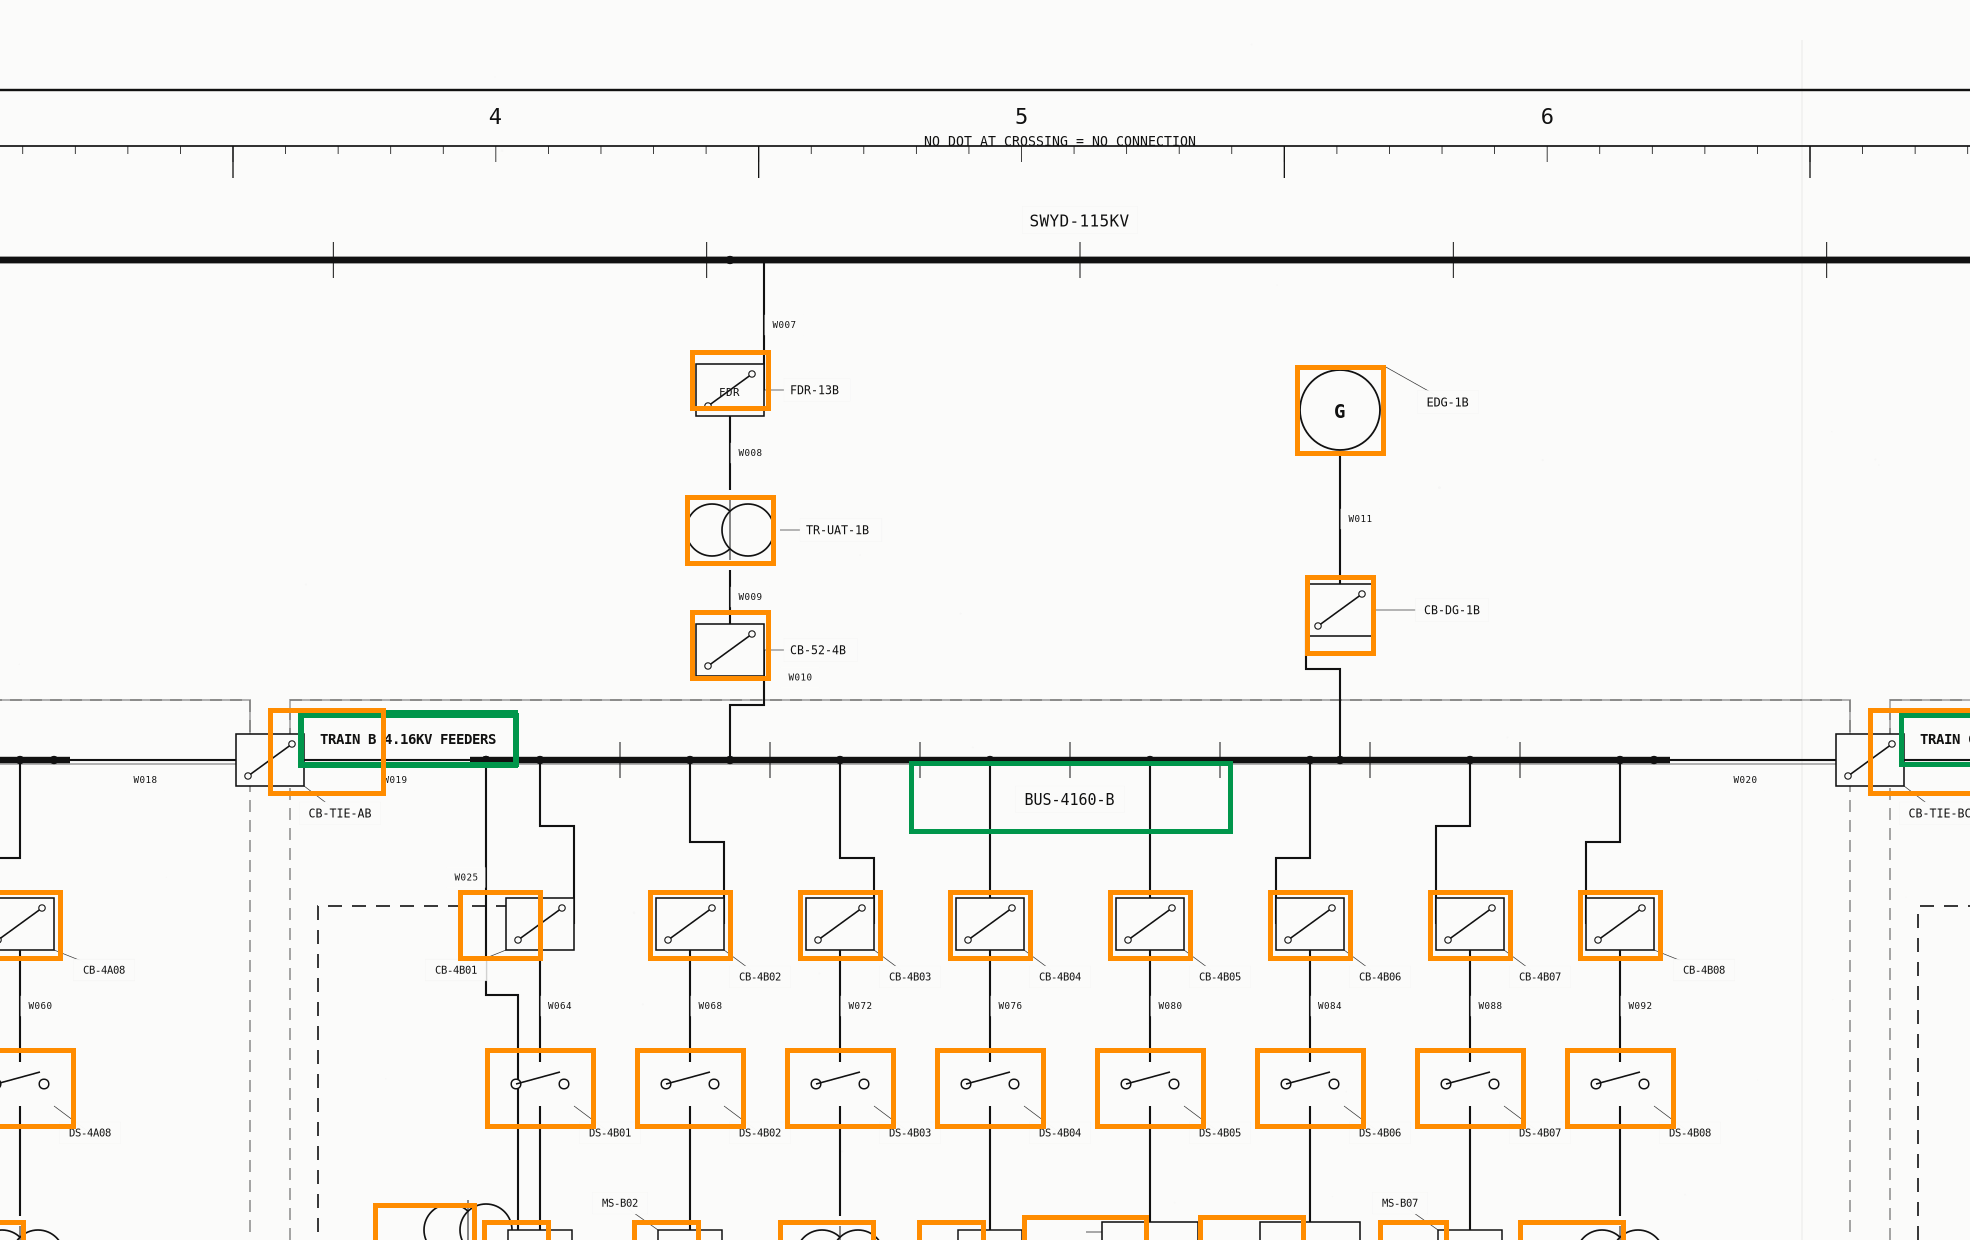 4
5
6
NO DOT AT CROSSING = NO CONNECTION
SWYD-115KV
W007
FDR
FDR-13B
G
EDG-1B
W008
W011
TR-UAT-1B
W009
CB-DG-1B
CB-52-4B
W010
TRAIN B 4.16KV FEEDERS
TRAIN
W018
W019
W020
BUS-4160-B
CB-TIE-AB
CB-TIE-BC
W025
CB-4A08
CB-4B01
CB-4B02
CB-4B03
CB-4B04
CB-4B05
CB-4B06
CB-4B07
CB-4B08
W060
W064
W068
W072
W076
W080
W084
W088
W092
DS-4A08
DS-4B01
DS-4B02
DS-4B03
DS-4B04
DS-4B05
DS-4B06
DS-4B07
DS-4B08
MS-B02
MS-B07